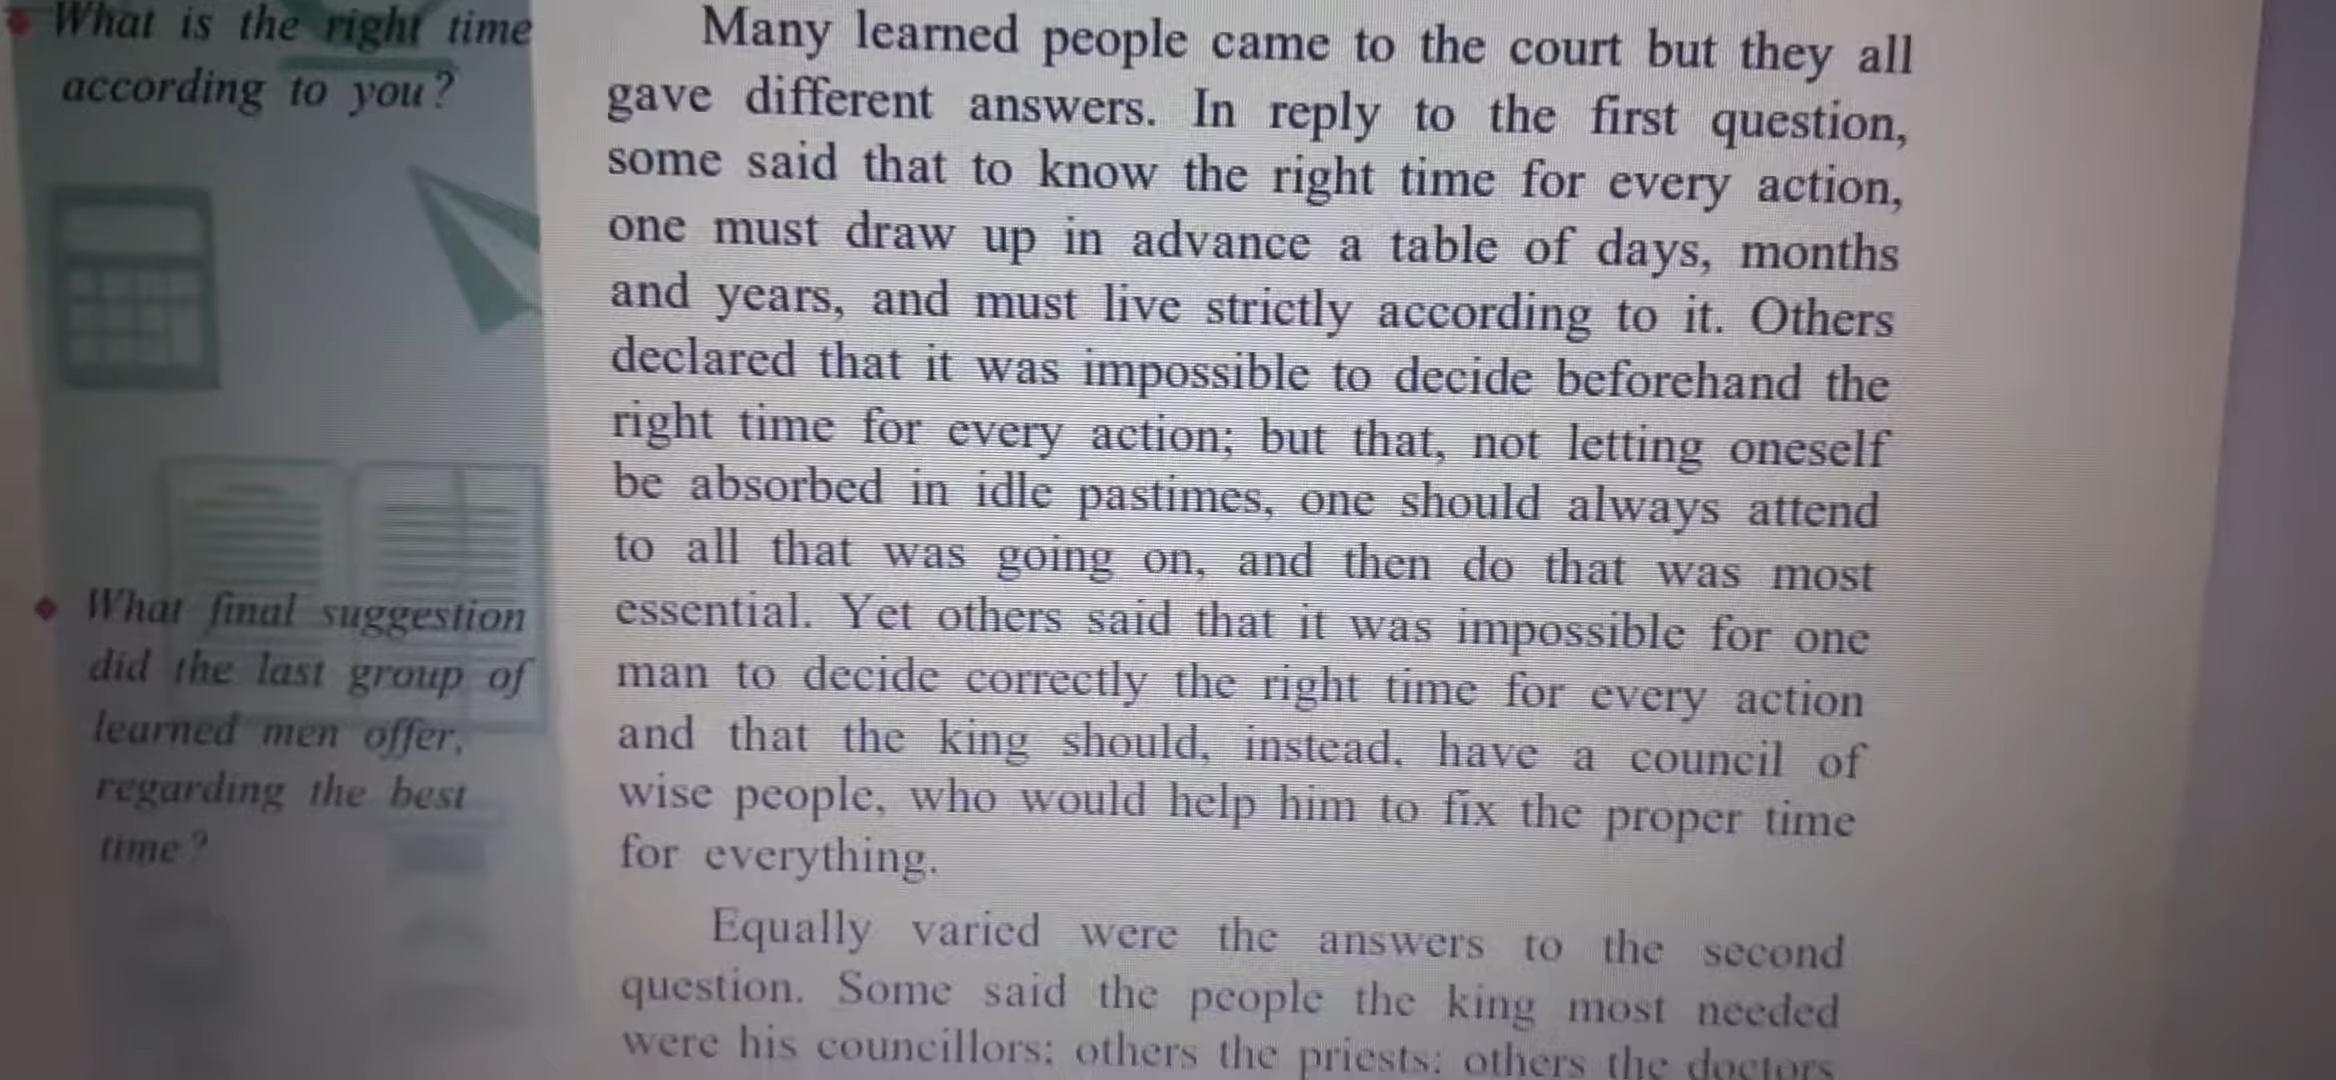 What is the right time
according to you?
Many learned people came to the court but they all
gave different answers. In reply to the first question,
some said that to know the right time for every action,
one must draw up in advance a table of days, months
and years, and must live strictly according to it. Others
declared that it was impossible to decide beforehand the
right time for every action; but that, not letting oneself
be absorbed in idle pastimes, one should always attend
to all that was going on, and then do that was most
essential. Yet others said that it was impossible for one
man to decide correctly the right time for every action
and that the king should, instead, have a council of
wise people, who would help him to fix the proper time
for everything.
What final suggestion
did the last group of
learned men offer,
regarding the best
time?
Equally varied were the answers to the second
question. Some said the people the king most needed
were his councillors; others the priests; others the doctors